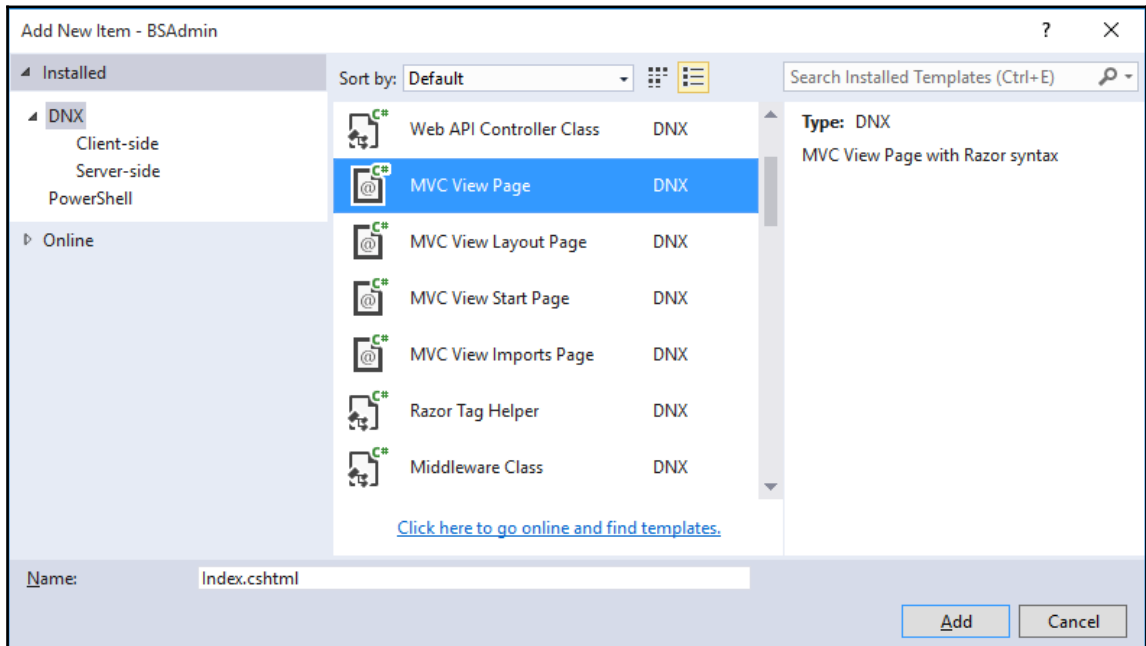 Add New Item - BSAdmin ? ×
Installed
DNX
Client-side
Server-side
PowerShell
Online
Sort by: Default
Search Installed Templates (Ctrl+E)
C# Web API Controller Class DNX
C# @ MVC View Page DNX
C# @ MVC View Layout Page DNX
C# @ MVC View Start Page DNX
C# @ MVC View Imports Page DNX
C# Razor Tag Helper DNX
C# Middleware Class DNX
Click here to go online and find templates.
Type: DNX
MVC View Page with Razor syntax
Name: Index.cshtml
Add Cancel